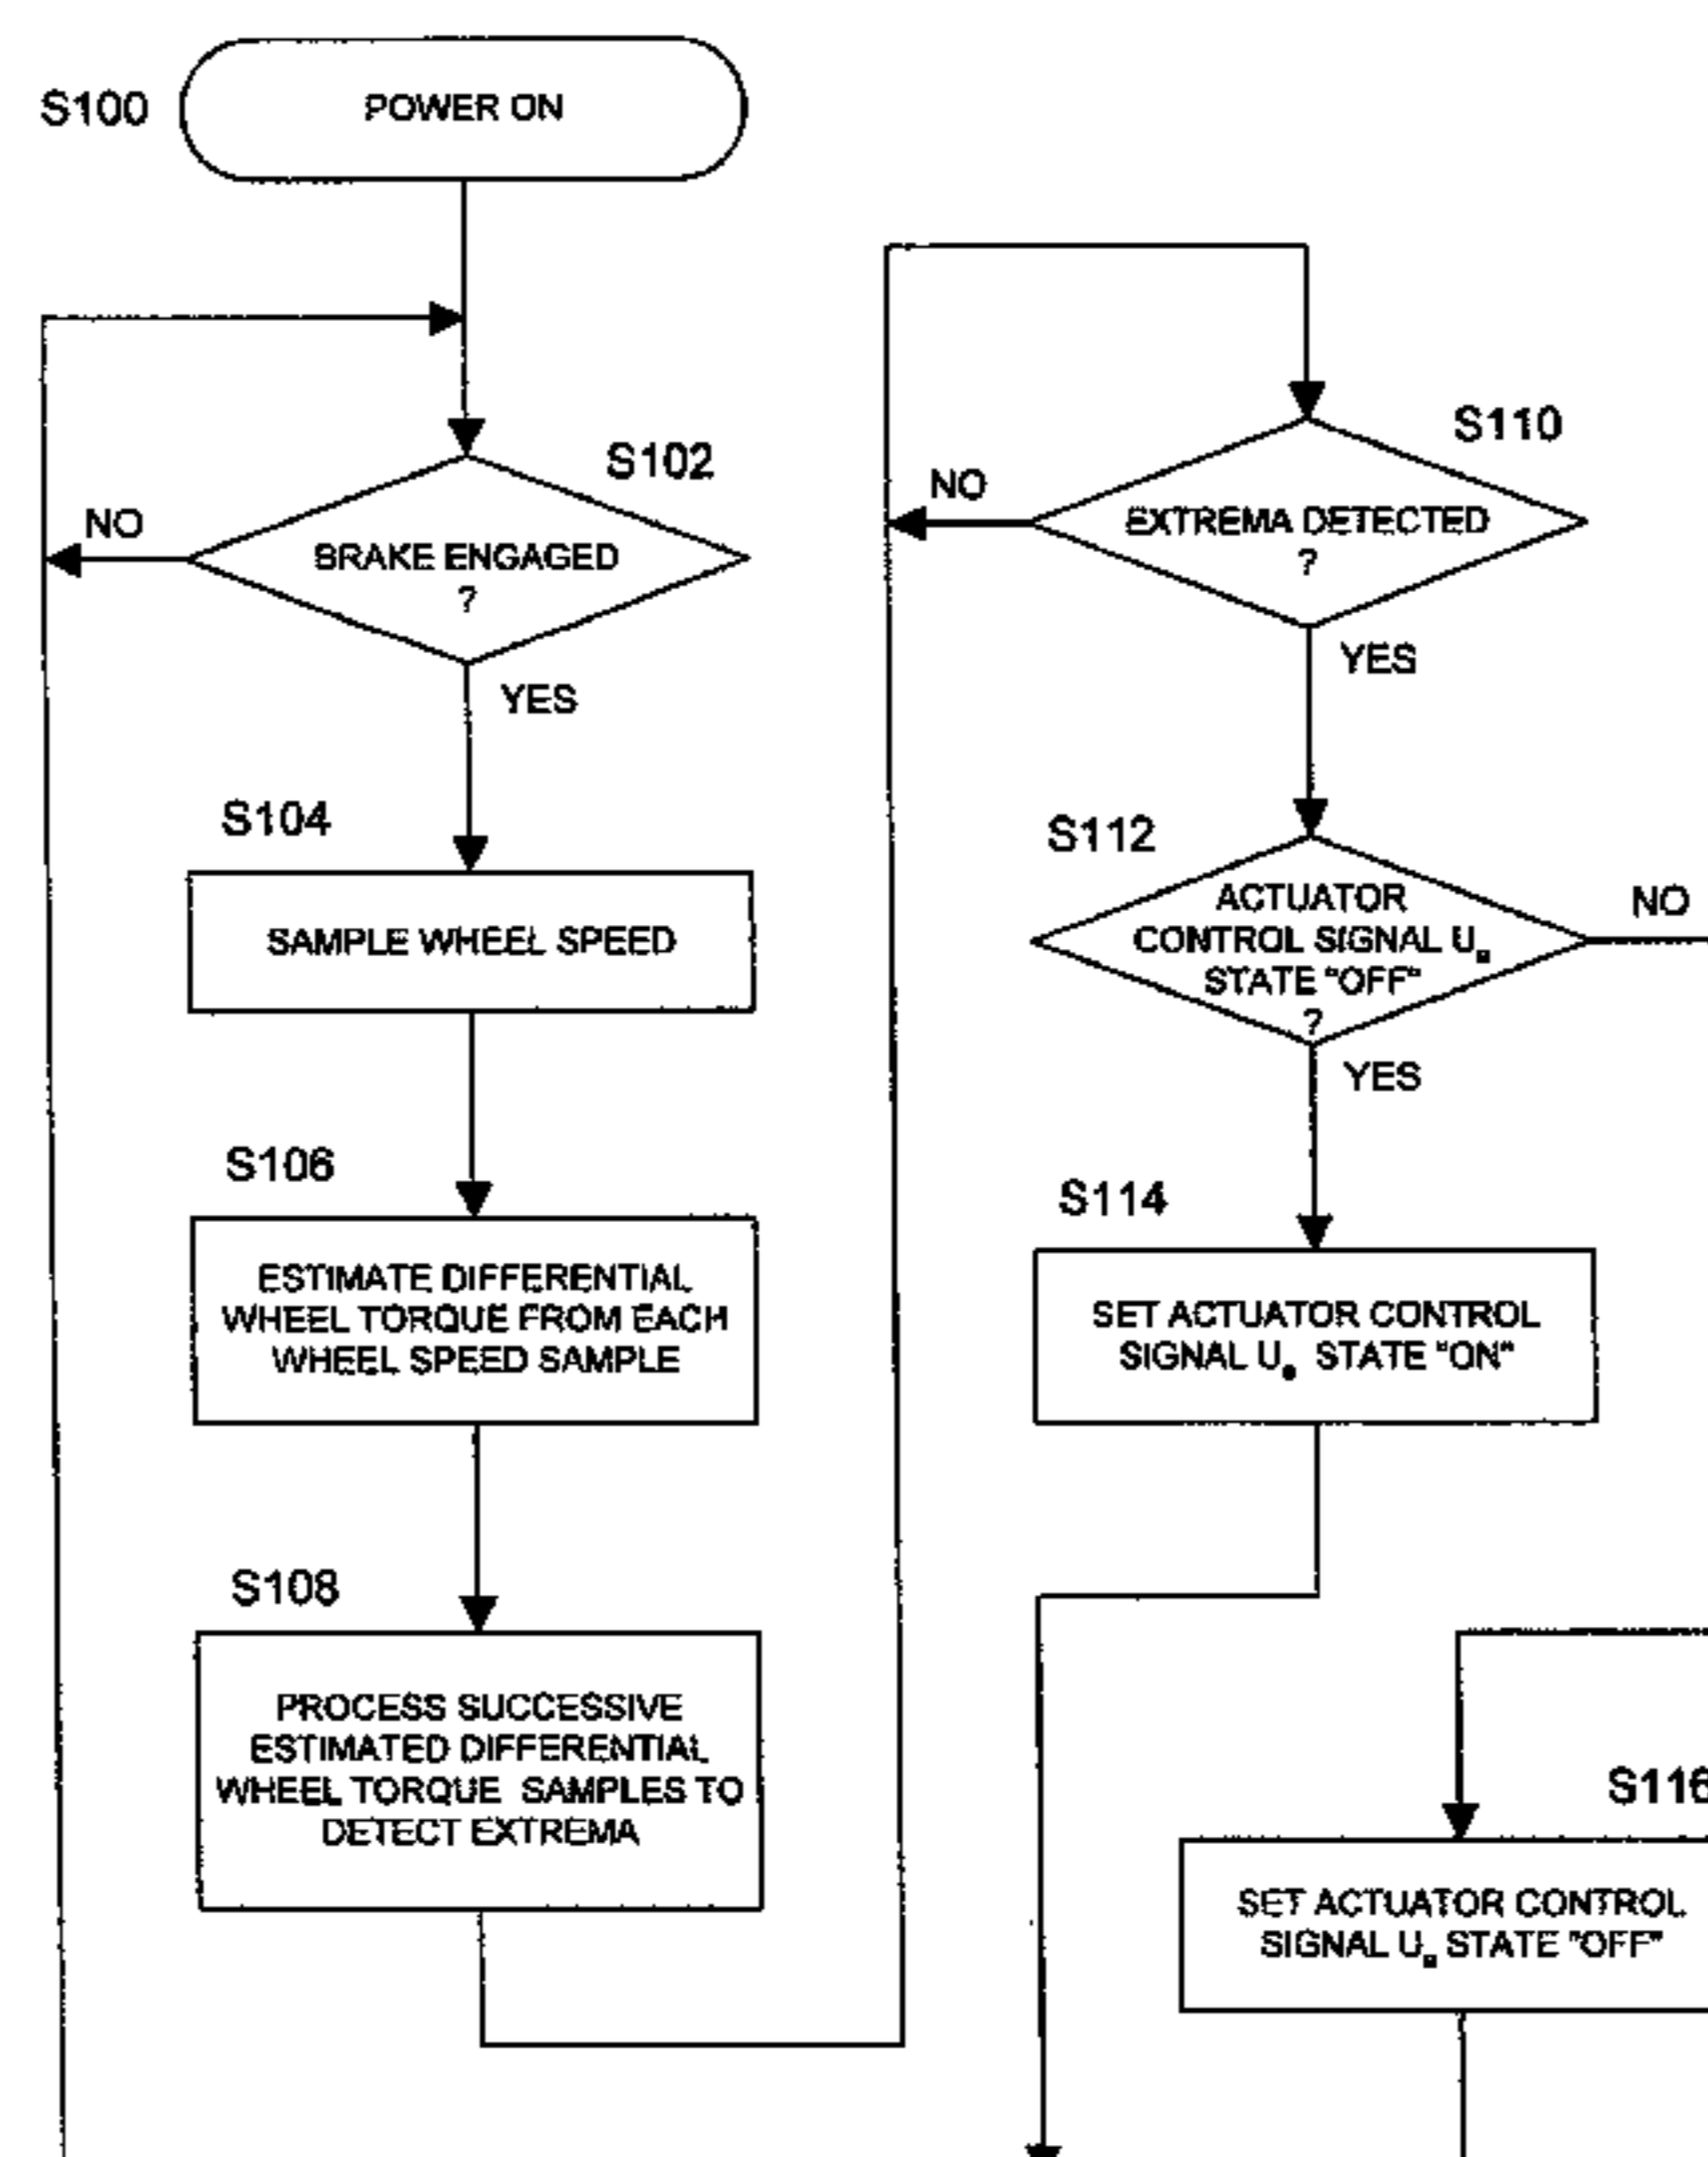 S100
POWER ON
S102
NO
BRAKE ENGAGED
?
YES
S104
SAMPLE WHEEL SPEED
S106
ESTIMATE DIFFERENTIAL
WHEEL TORQUE FROM EACH
WHEEL SPEED SAMPLE
S108
PROCESS SUCCESSIVE
ESTIMATED DIFFERENTIAL
WHEEL TORQUE SAMPLES TO
DETECT EXTREMA
S110
NO
EXTREMA DETECTED
?
YES
S112
ACTUATOR
CONTROL SIGNAL U
STATE "OFF"
?
NO
YES
S114
SET ACTUATOR CONTROL
SIGNAL U STATE "ON"
S116
SET ACTUATOR CONTROL
SIGNAL U STATE "OFF"